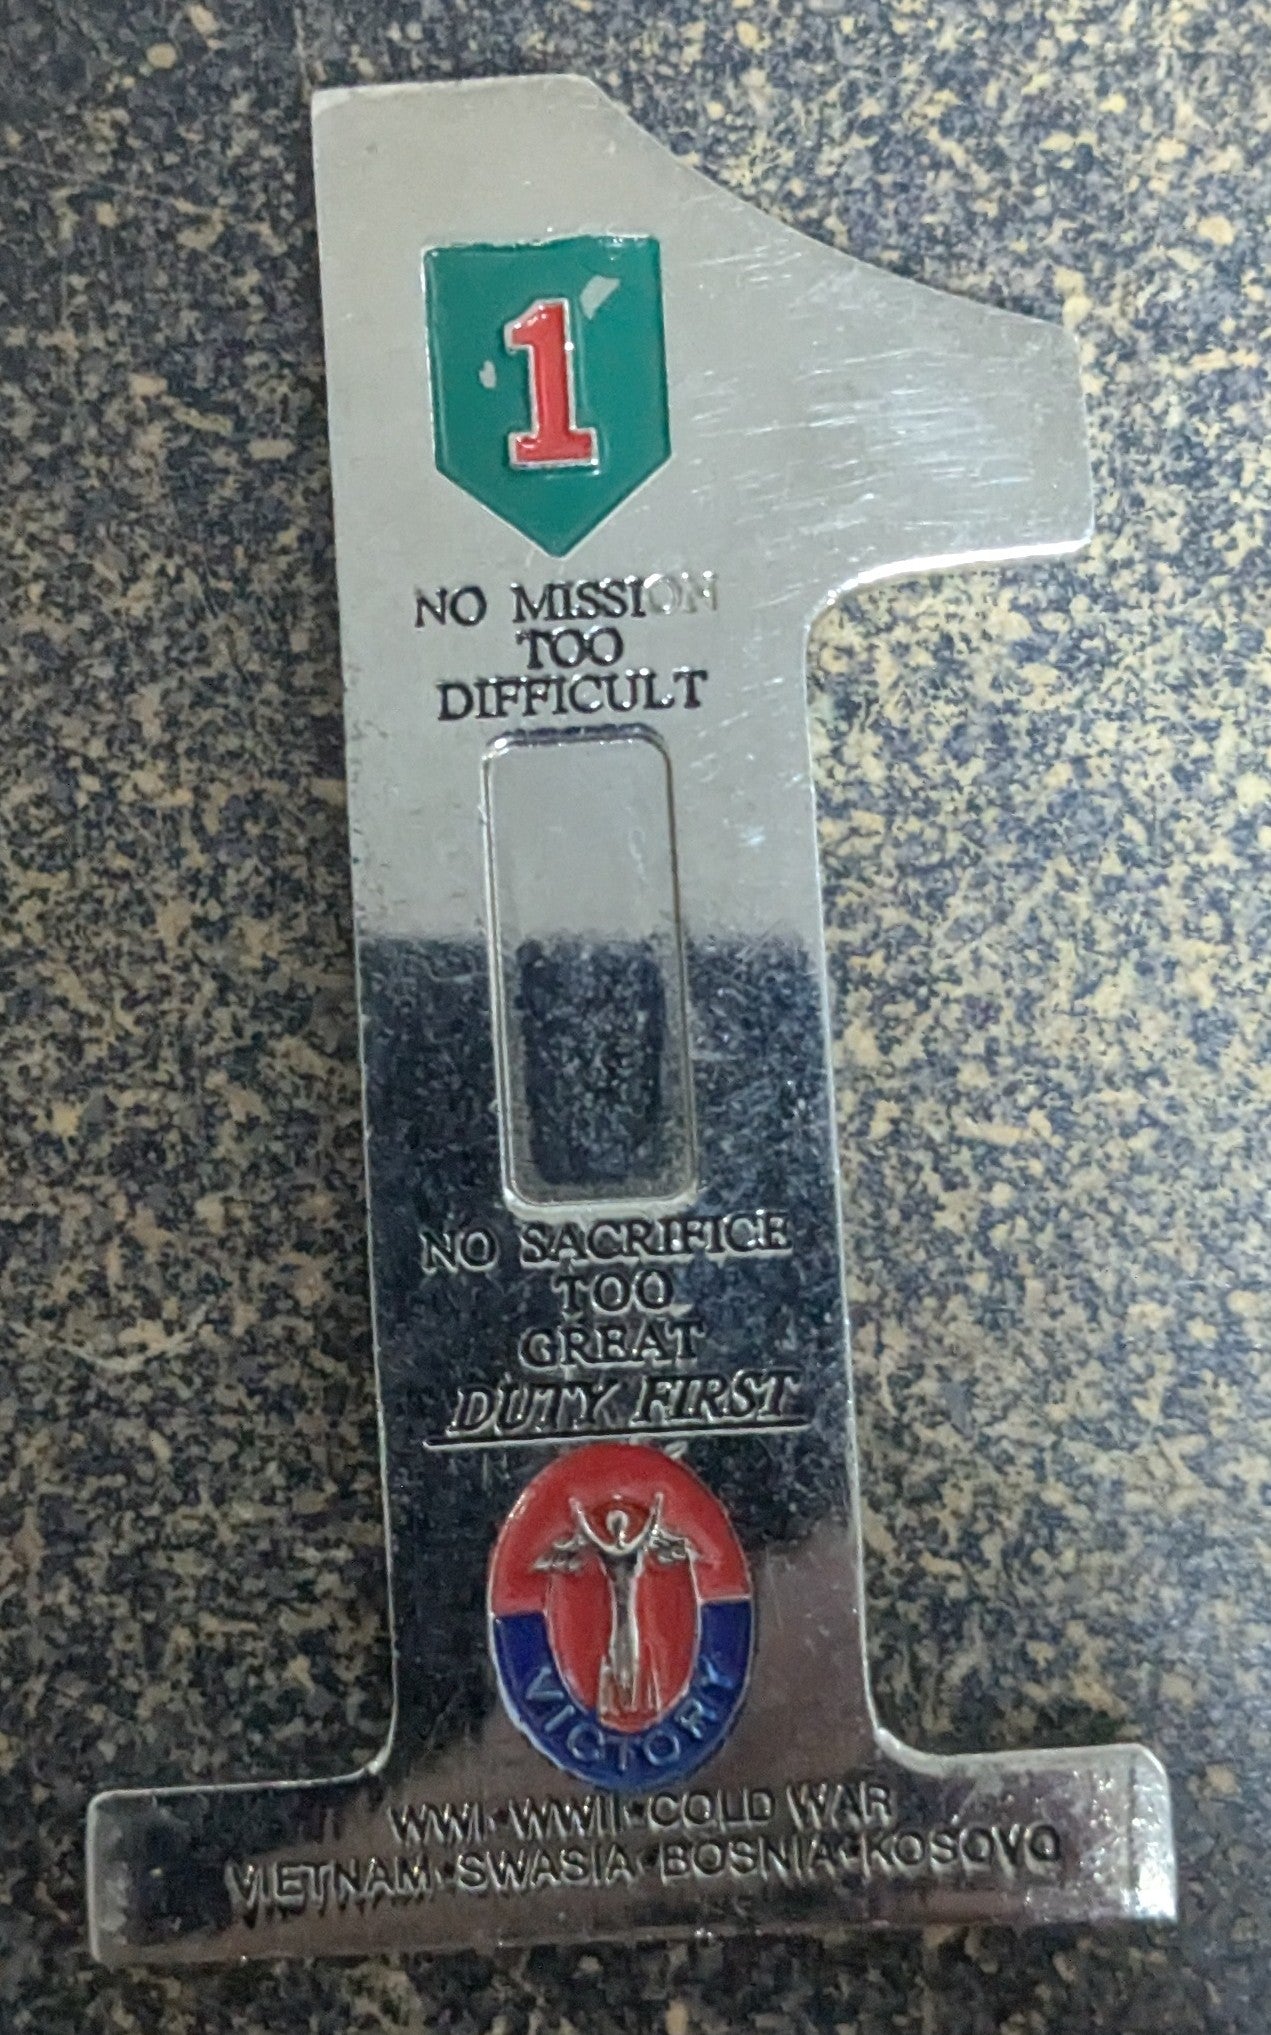 1
NO MISSION
TOO
DIFFICULT
NO SACRIFICE
TOO
GREAT
DUTY FIRST
VICTORY
WWI·WWII·COLD WAR
VIETNAM·SWASIA·BOSNIA·KOSOVO